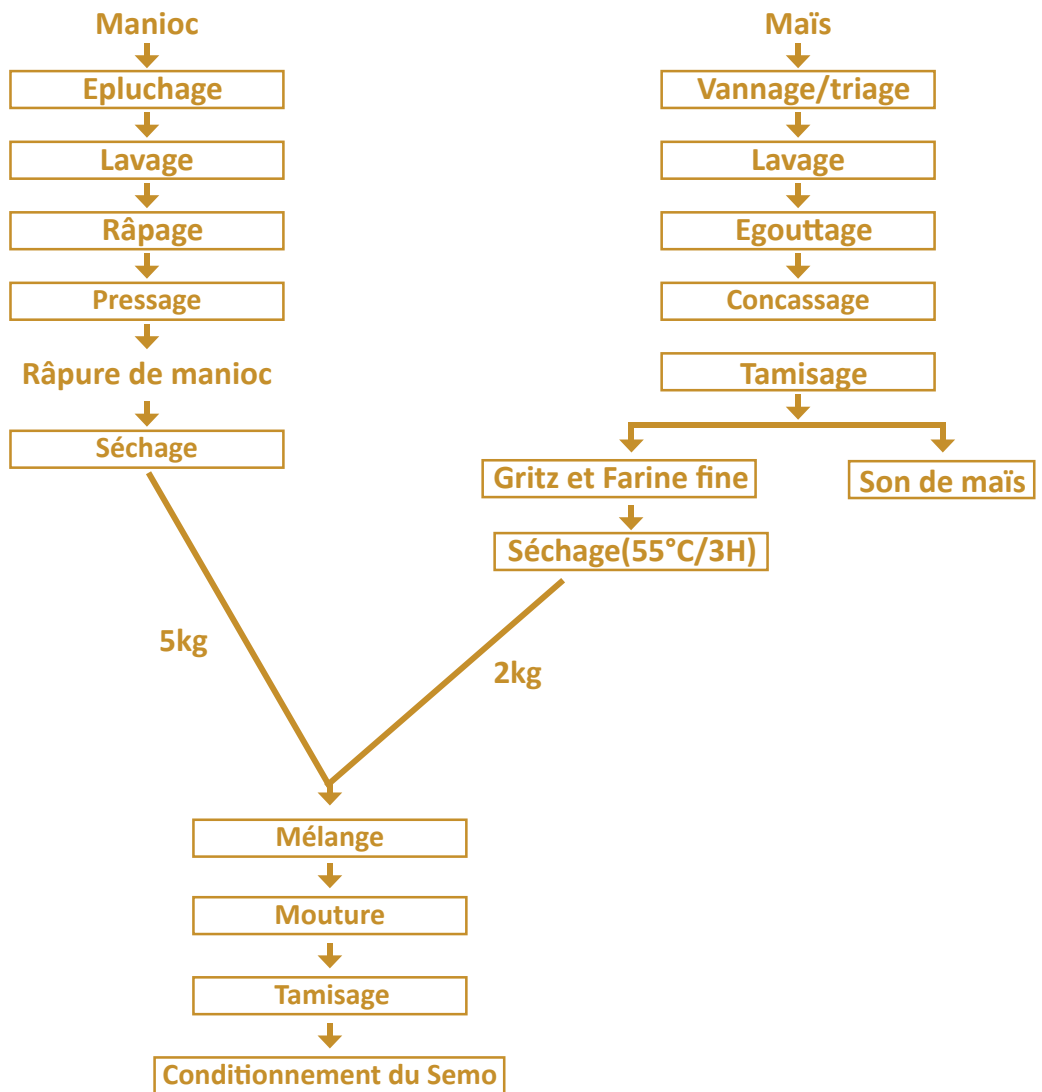 Manioc
Epluchage
Lavage
Râpage
Pressage
Râpure de manioc
Séchage
Maïs
Vannage/triage
Lavage
Egouttage
Concassage
Tamisage
Gritz et Farine fine
Son de maïs
Séchage(55°C/3H)
5kg
2kg
Mélange
Mouture
Tamisage
Conditionnement du Semo